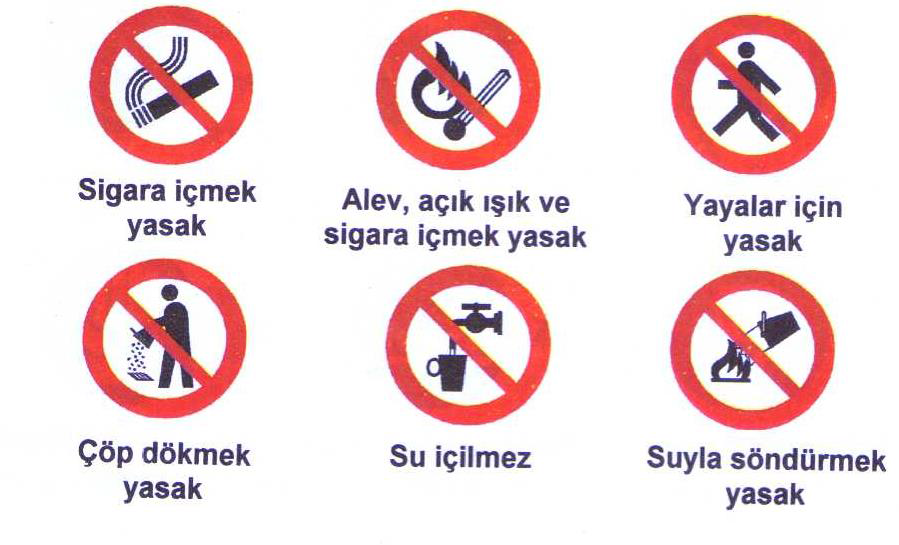 Sigara içmek
yasak
Alev, açık ışık ve
sigara içmek yasak
Yayalar için
yasak
Çöp dökmek
yasak
Su içilmez
Suyla söndürmek
yasak